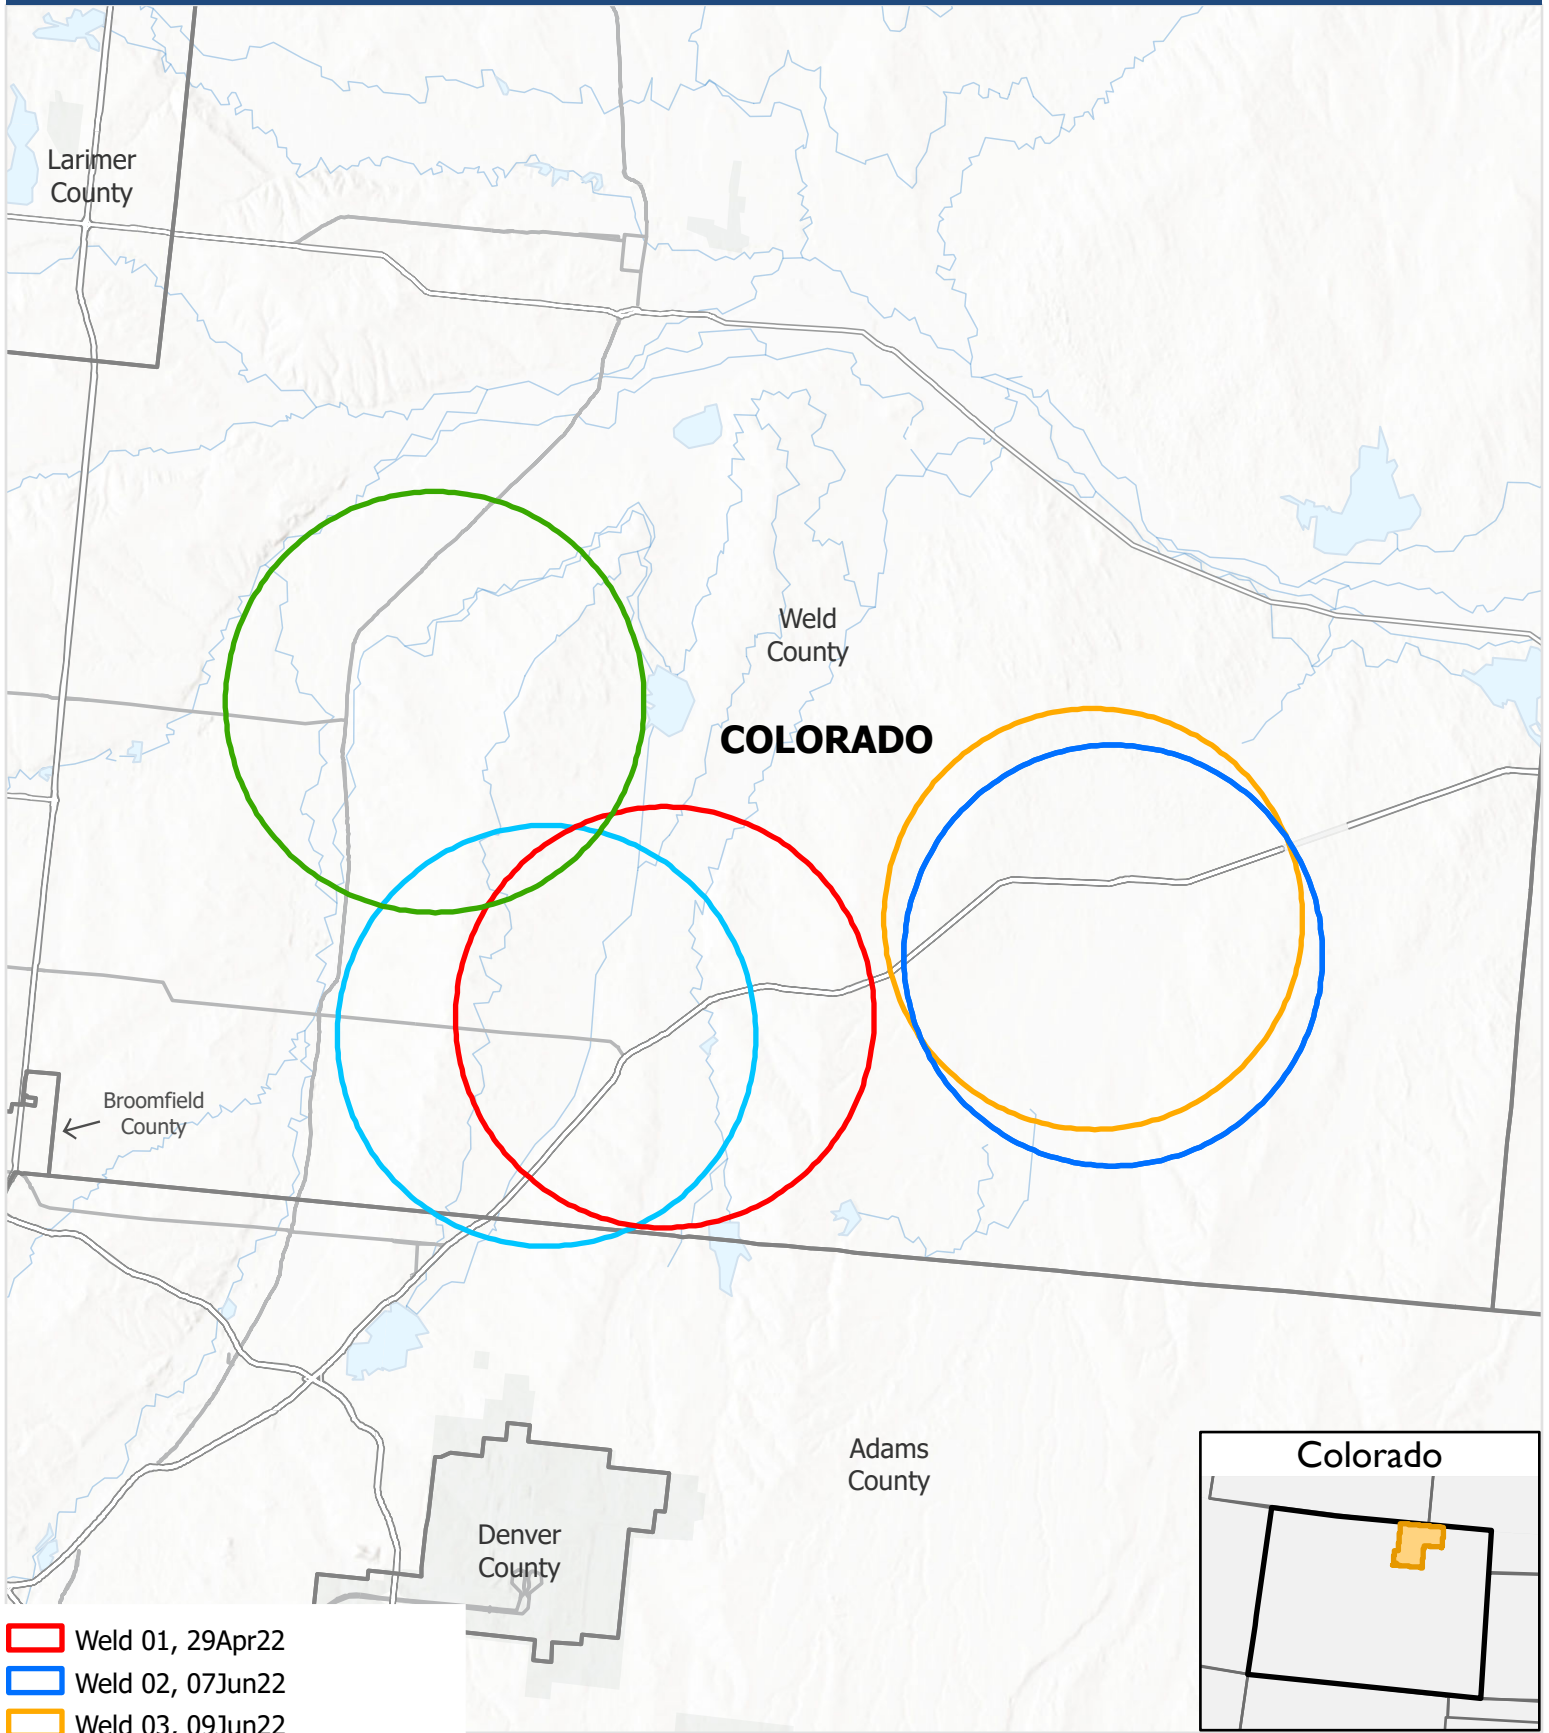 Larimer
County
Weld
County
COLORADO
Broomfield
County
Adams
County
Colorado
Denver
County
Weld 01, 29Apr22
Weld 02, 07Jun22
Weld 03, 09Jun22